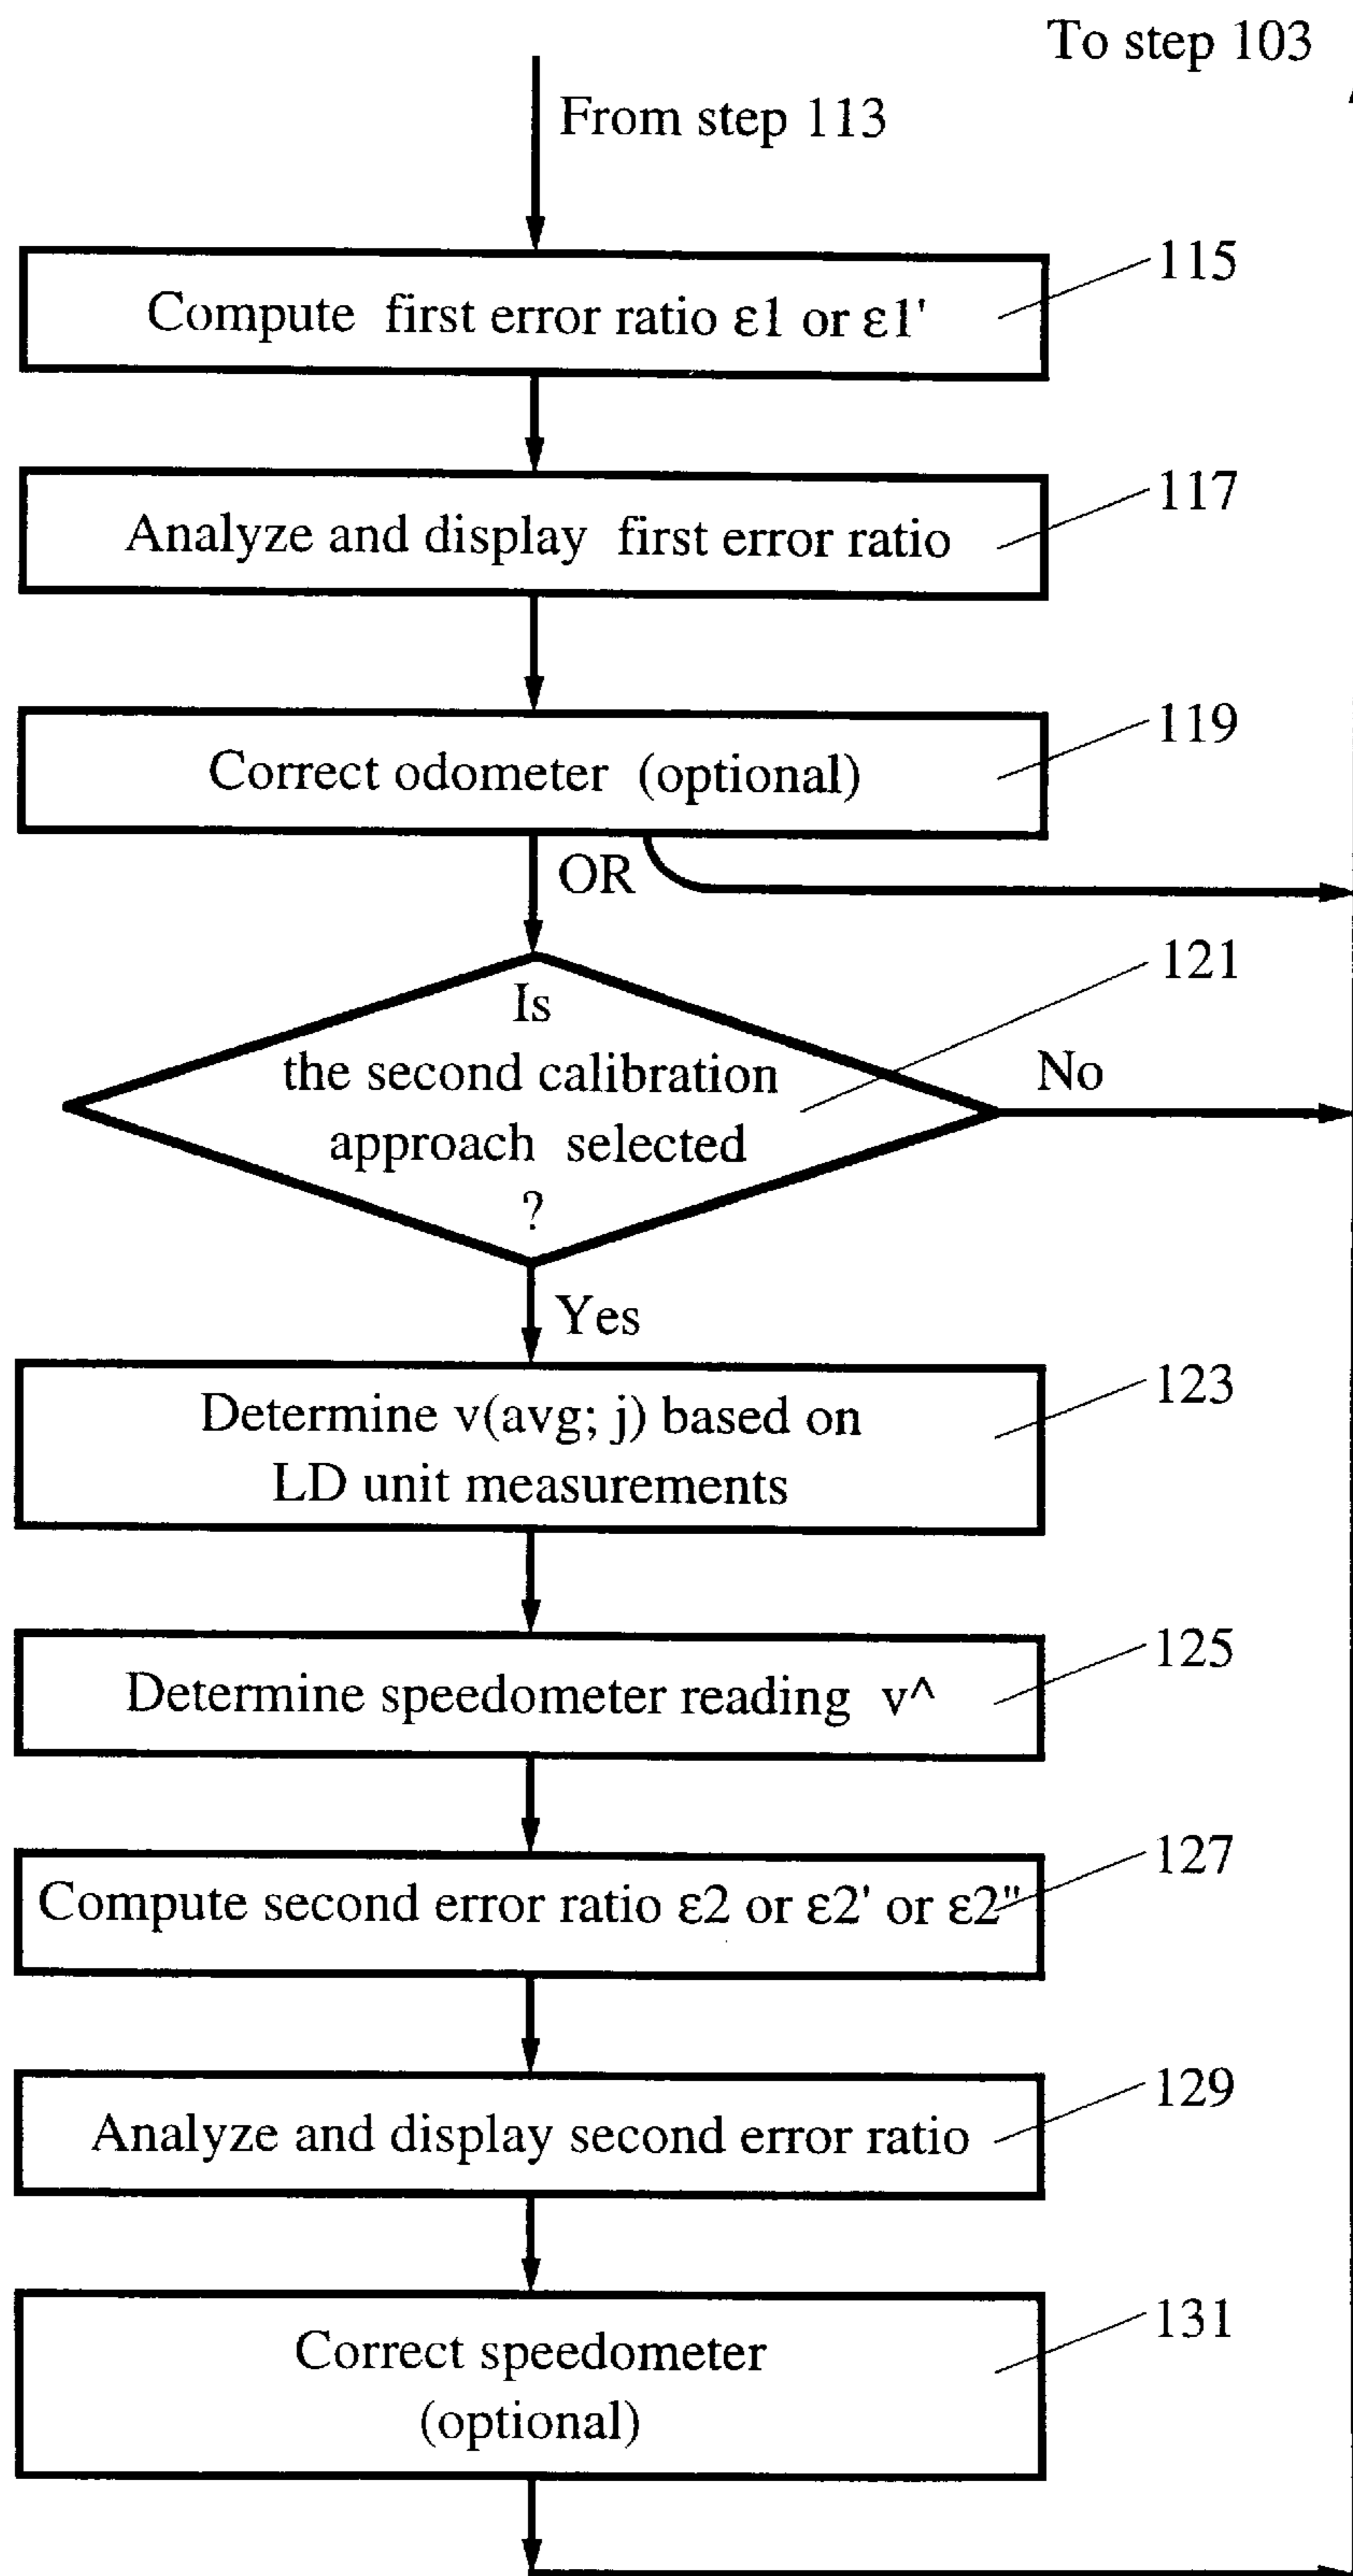 To step 103
From step 113
115
Compute first error ratio ε1 or ε1'
117
Analyze and display first error ratio
119
Correct odometer (optional)
OR
121
Is
the second calibration
approach selected
?
No
Yes
123
Determine v(avg; j) based on
LD unit measurements
125
Determine speedometer reading v^
127
Compute second error ratio ε2 or ε2' or ε2"
129
Analyze and display second error ratio
131
Correct speedometer
(optional)